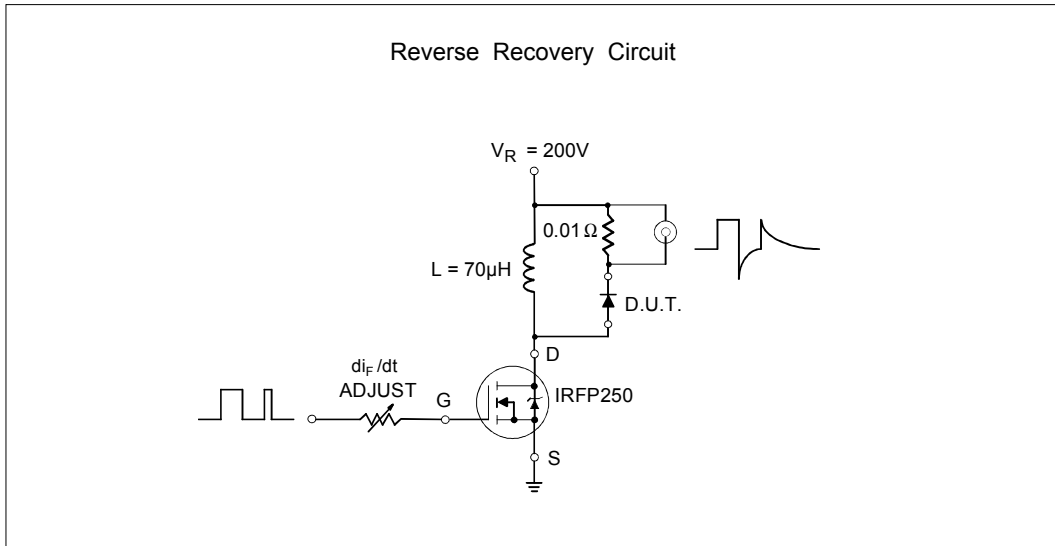 Reverse Recovery Circuit
V_R = 200V
0.01 Ω
L = 70µH
D.U.T.
di_F/dt
ADJUST
D
G
IRFP250
S